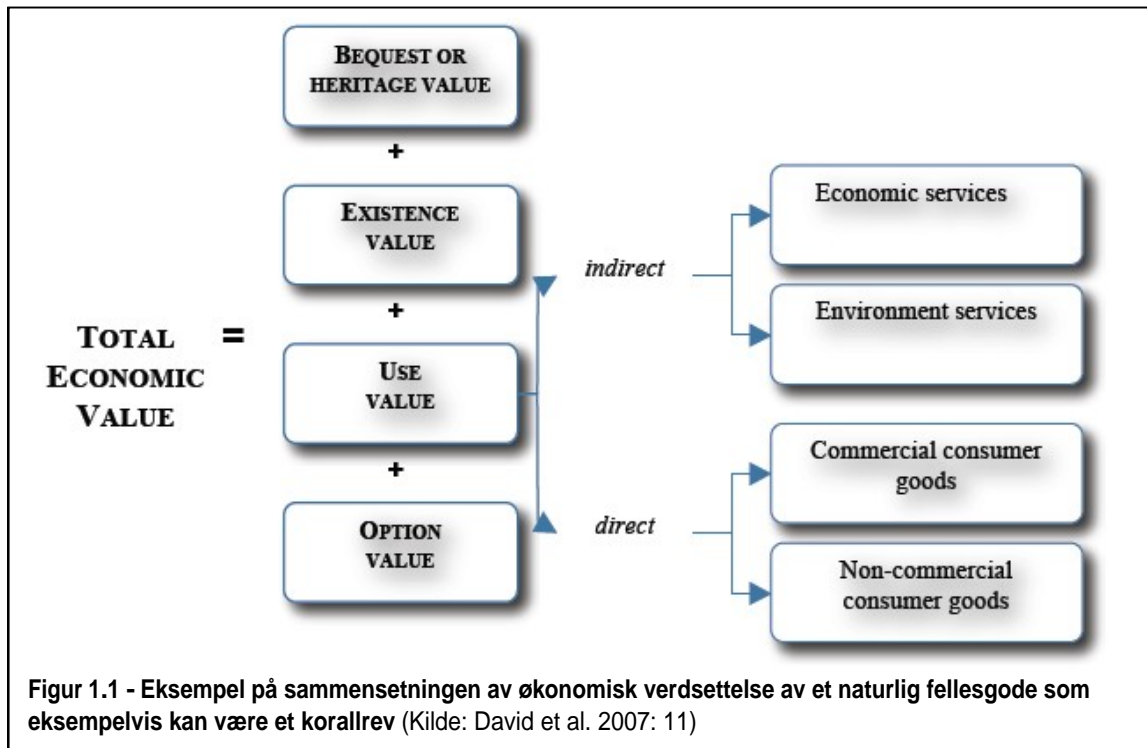 BEQUEST OR
HERITAGE VALUE
+
EXISTENCE
VALUE
+
TOTAL
ECONOMIC
VALUE
=
USE
VALUE
+
OPTION
VALUE
indirect
direct
Economic services
Environment services
Commercial consumer
goods
Non-commercial
consumer goods
Figur 1.1 - Eksempel på sammensetningen av økonomisk verdsettelse av et naturlig fellesgode som
eksempelvis kan være et korallrev (Kilde: David et al. 2007: 11)